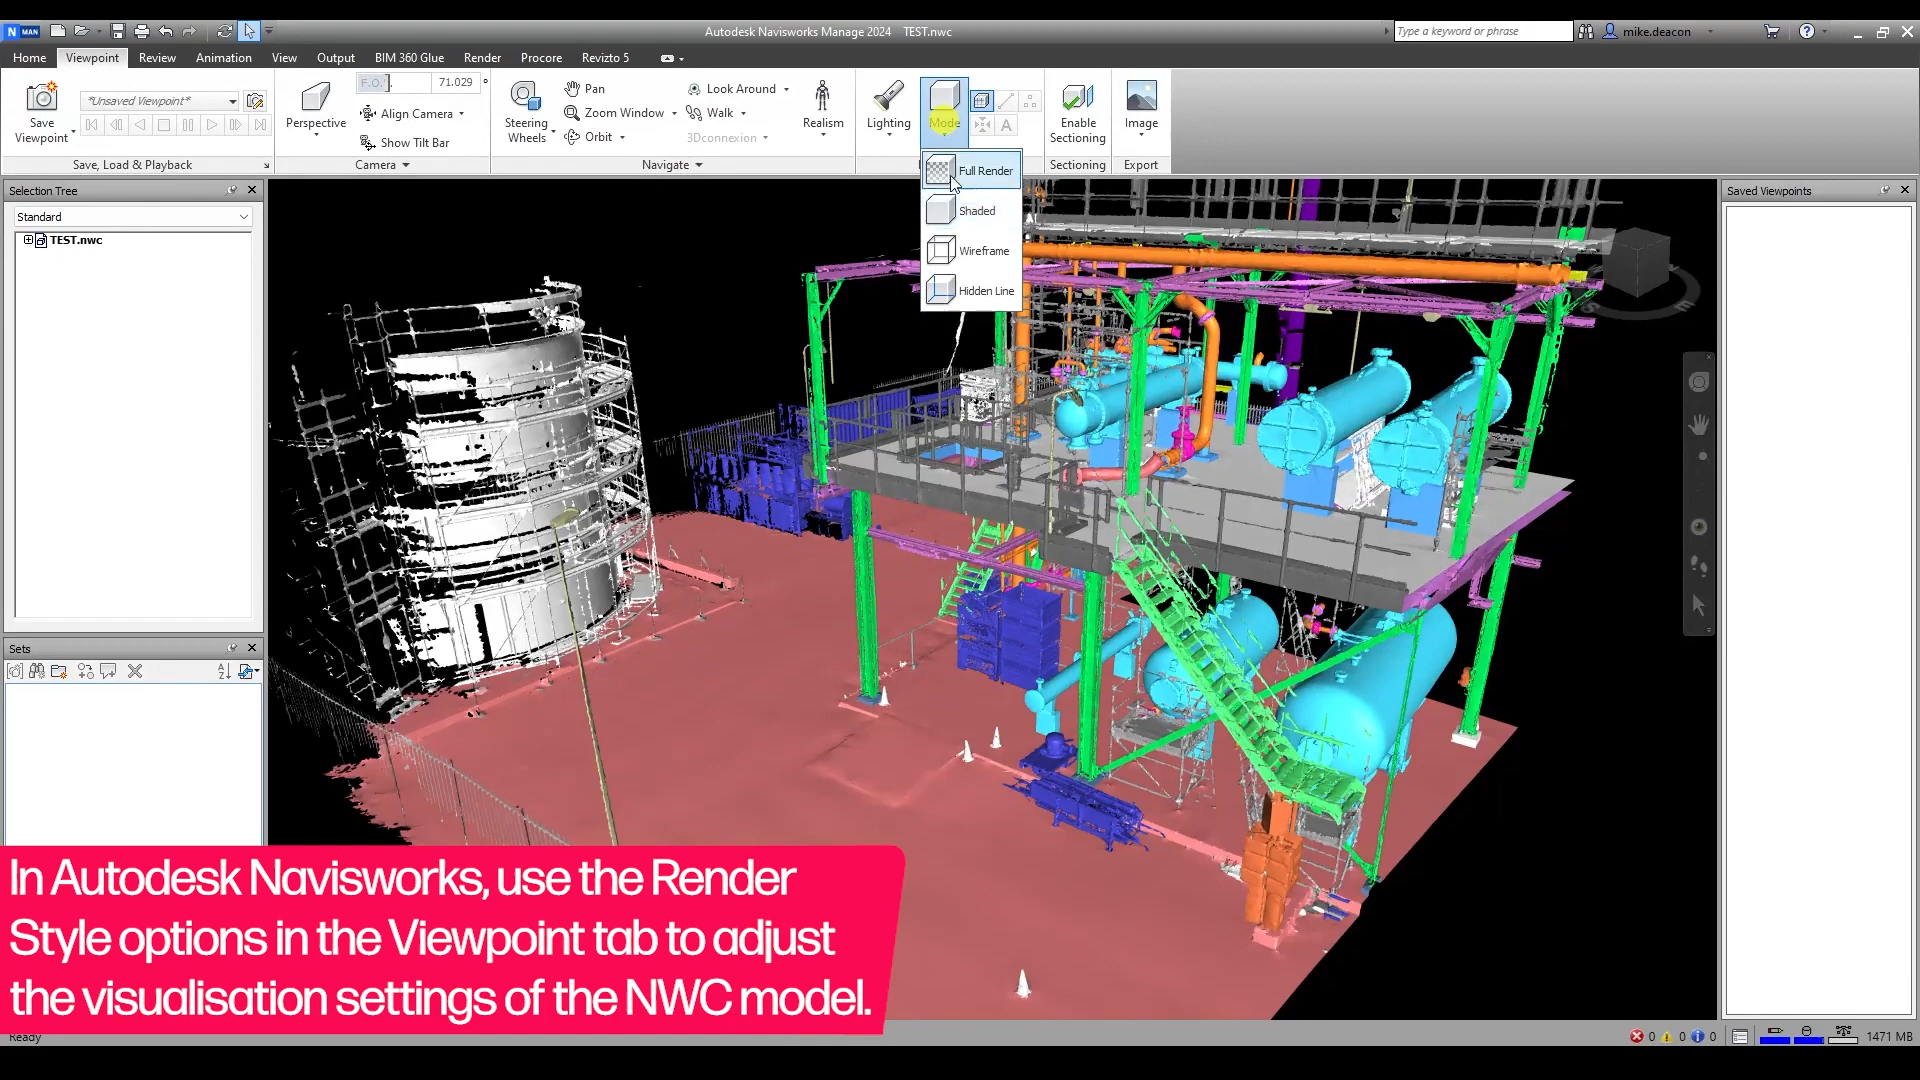 N MAN
Autodesk Navisworks Manage 2024 TEST.nwc
Type a keyword or phrase
mike.deacon
Home Viewpoint Review Animation View Output BIM 360 Glue Render Procore Revizto 5
Save Viewpoint
*Unsaved Viewpoint*
Save, Load & Playback
Perspective
F.O.
71.029 °
Align Camera
Show Tilt Bar
Camera
Steering Wheels
Pan
Zoom Window
Orbit
Look Around
Walk
3Dconnexion
Navigate
Realism
Lighting
Mode
A
Enable Sectioning
Sectioning
Image
Export
Full Render
Shaded
Wireframe
Hidden Line
Selection Tree
Standard
TEST.nwc
Sets
Saved Viewpoints
E
In Autodesk Navisworks, use the Render
Style options in the Viewpoint tab to adjust
the visualisation settings of the NWC model.
Ready
0 0 0
1471 MB